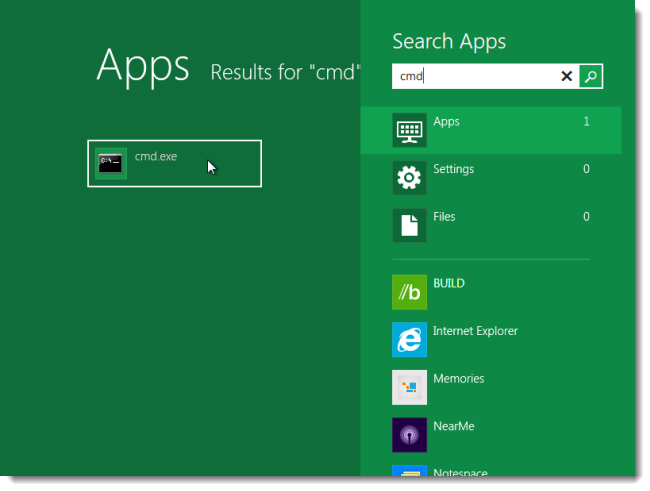 Apps Results for "cmd"
cmd.exe
Search Apps
cmd
Apps 1
Settings 0
Files 0
//b BUILD
Internet Explorer
Memories
NearMe
Notespace